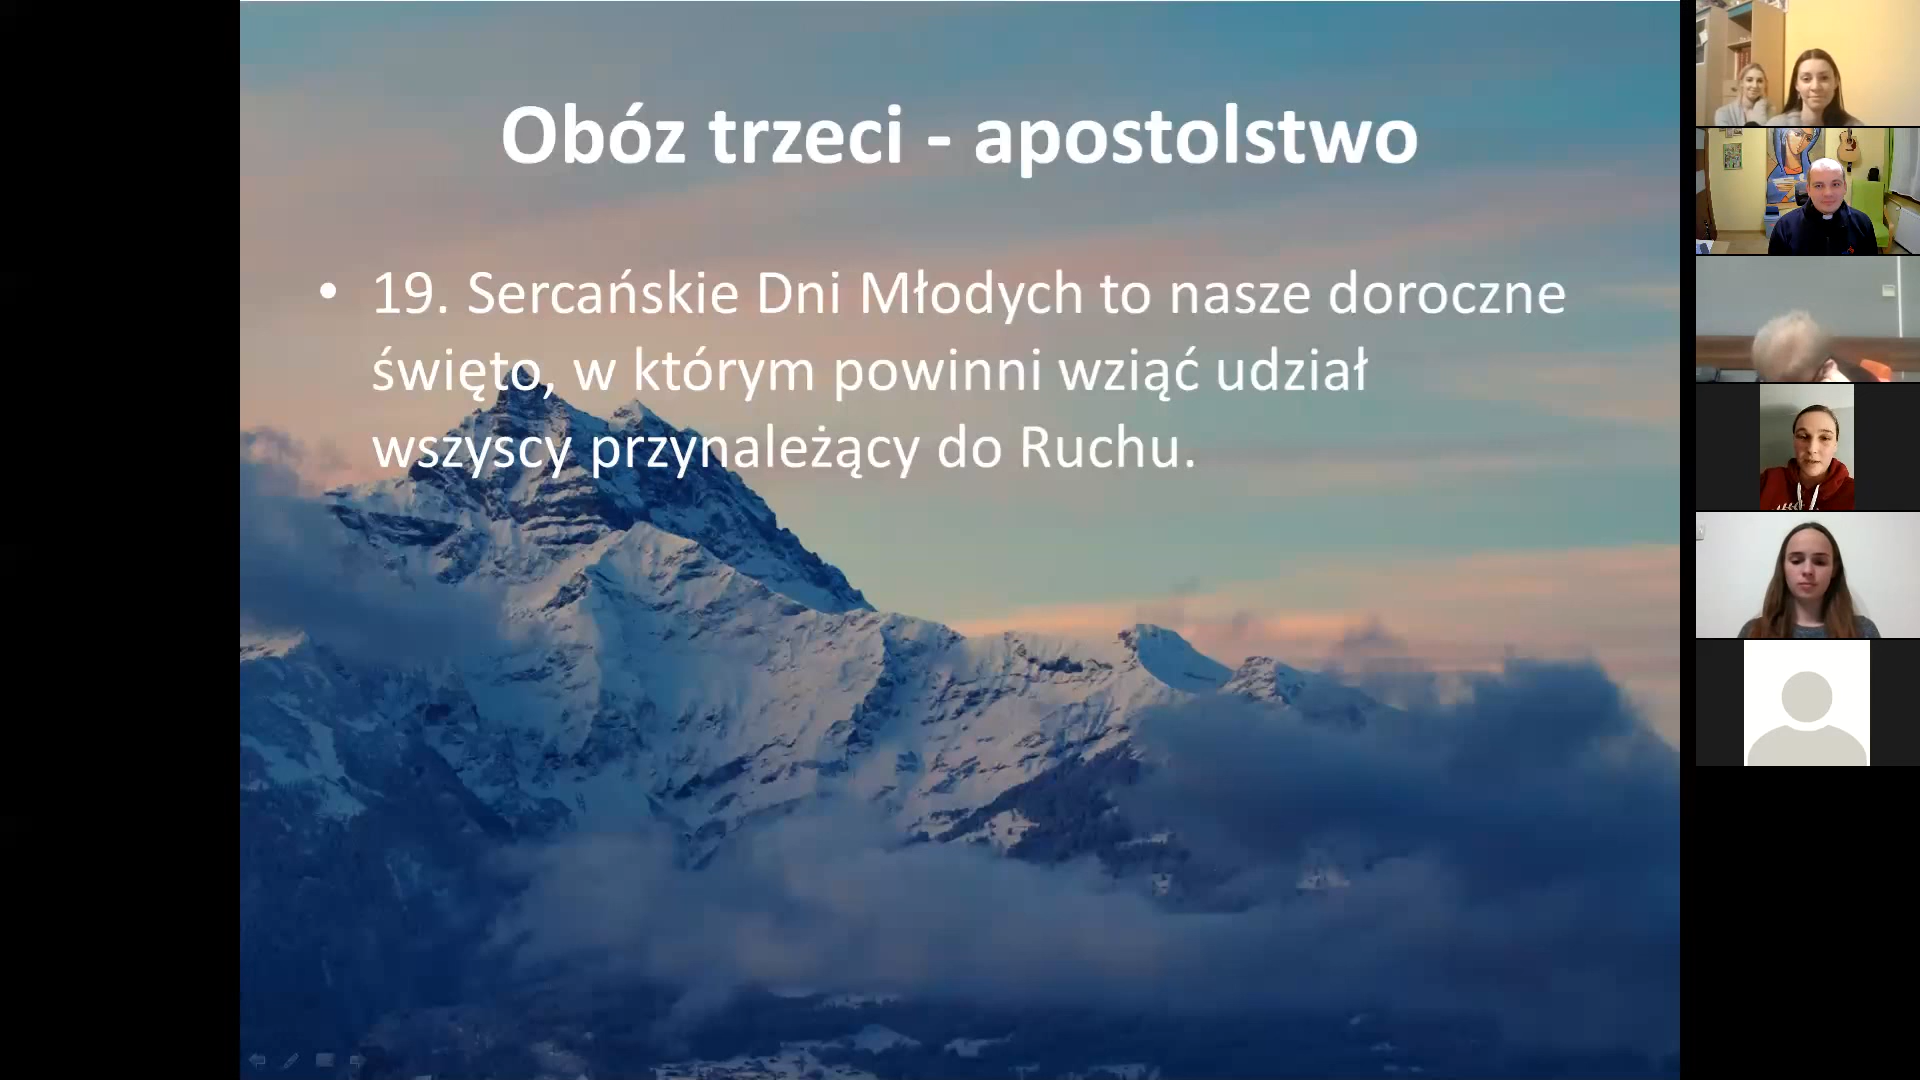 Obóz trzeci - apostolstwo
• 19. Sercańskie Dni Młodych to nasze doroczne
święto, w którym powinni wziąć udział
wszyscy przynależący do Ruchu.